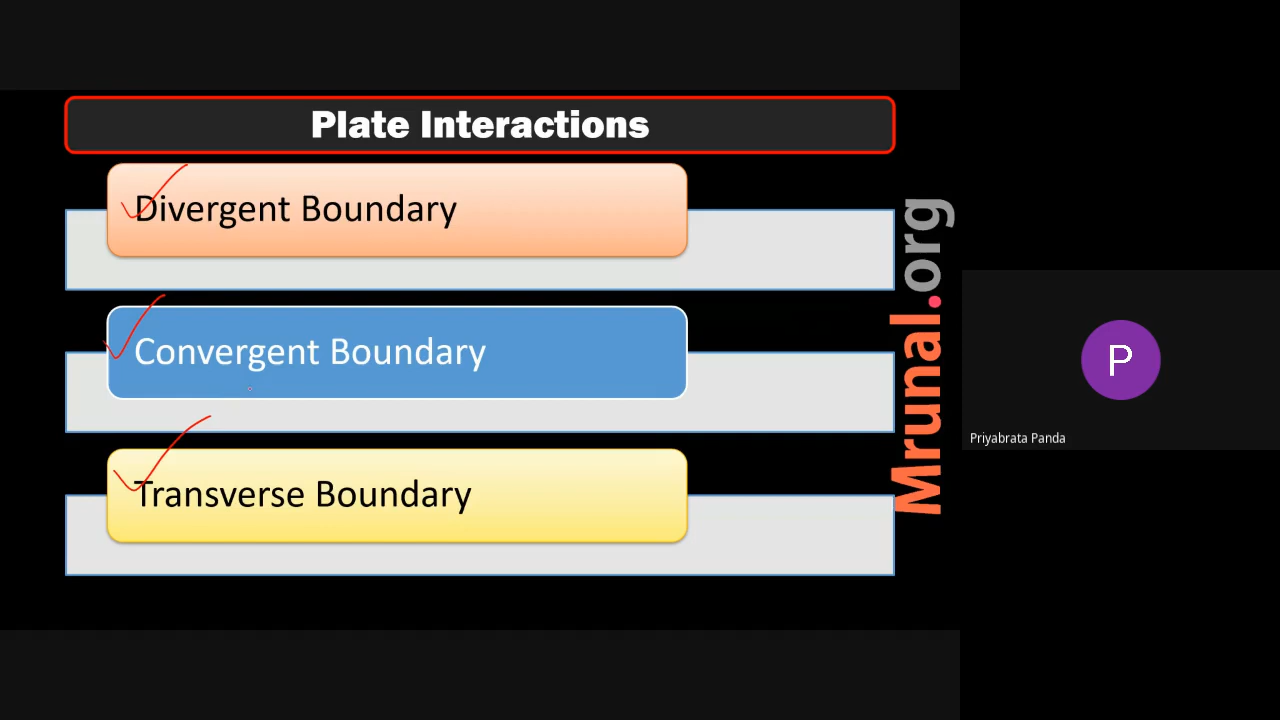 Plate Interactions
Divergent Boundary
Convergent Boundary
Transverse Boundary
Mrunal.org
P
Priyabrata Panda